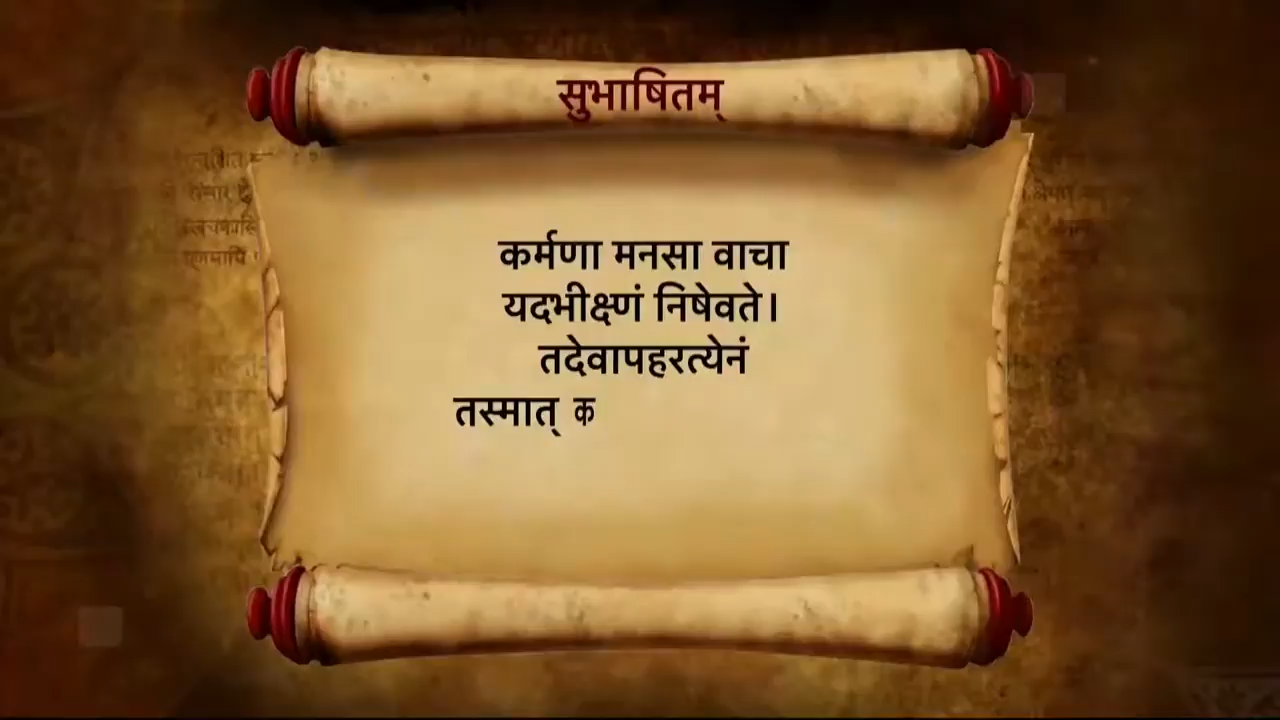 सुभाषितम्
कर्मणा मनसा वाचा
यदभीक्ष्णं निषेवते।
तदेवापहरत्येनं
तस्मात् क